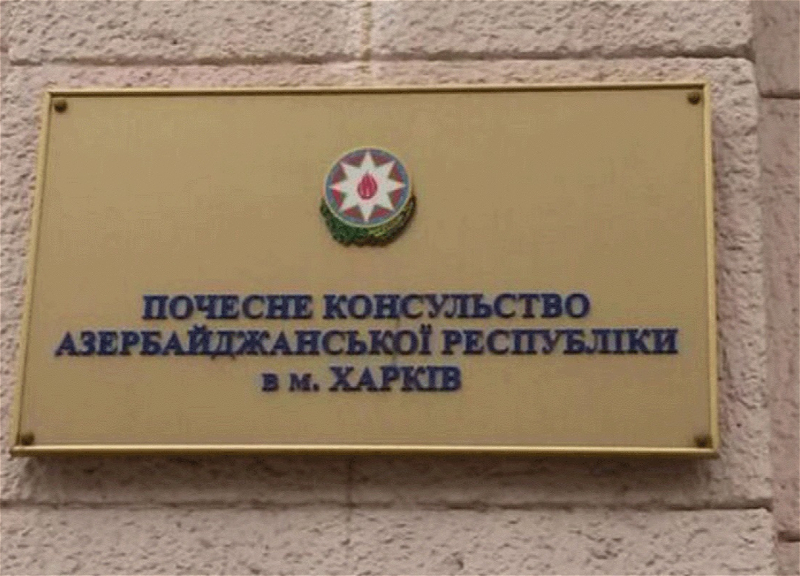 ПОЧЕСНЕ КОНСУЛЬСТВО
АЗЕРБАЙДЖАНСЬКОЇ РЕСПУБЛІКИ
в м. ХАРКІВ